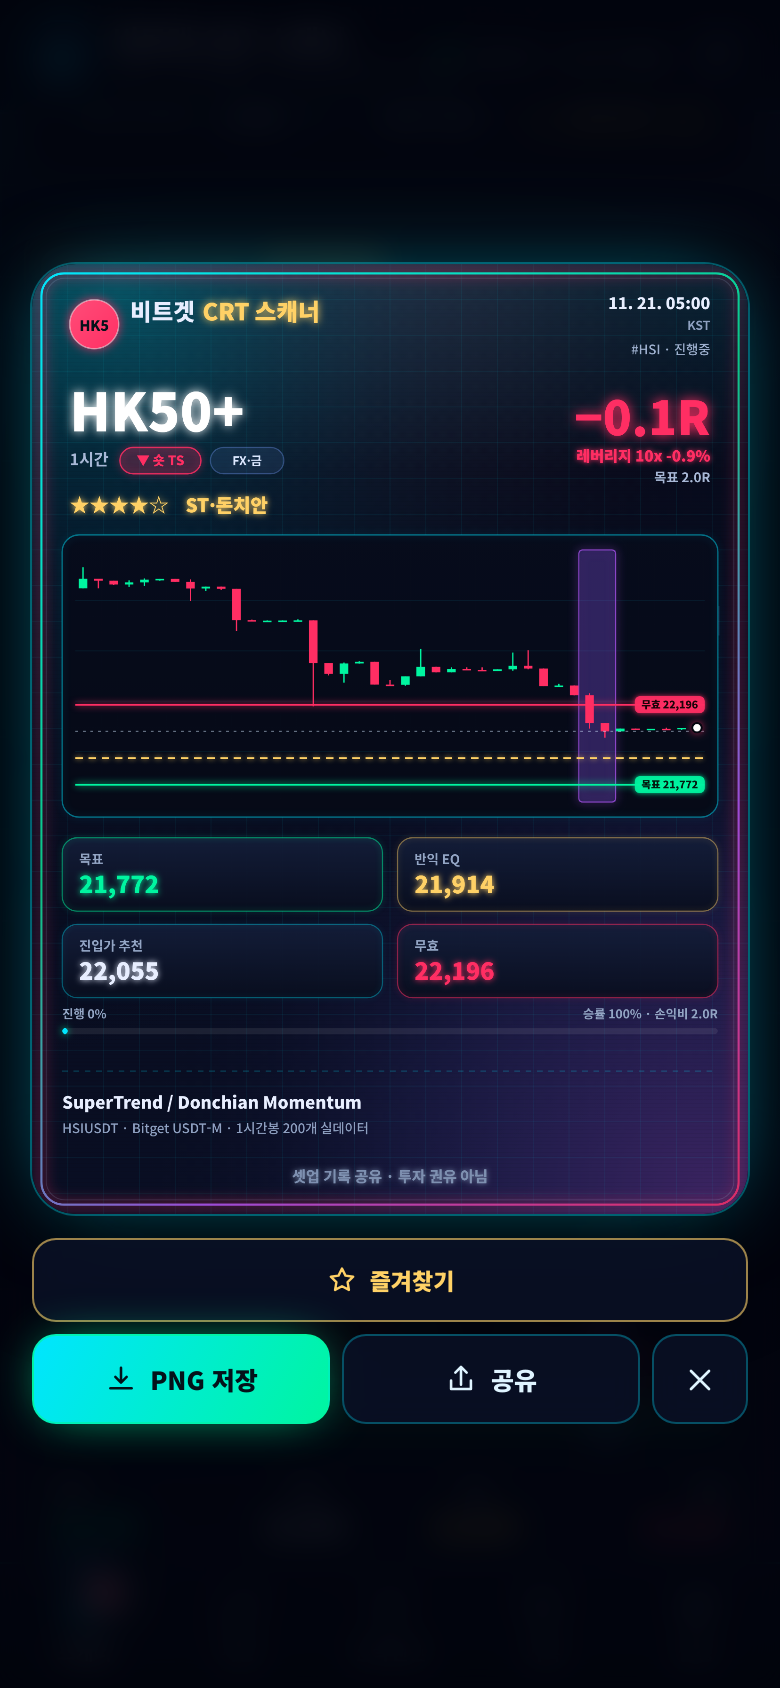 HK5
비트겟 CRT 스캐너
11. 21. 05:00
KST
#HSI · 진행중
HK50+
−0.1R
1시간
▼ 숏 TS
FX·금
레버리지 10x -0.9%
목표 2.0R
★★★★☆ ST·돈치안
무효 22,196
목표 21,772
목표
21,772
반익 EQ
21,914
진입가 추천
22,055
무효
22,196
진행 0%
승률 100% · 손익비 2.0R
SuperTrend / Donchian Momentum
HSIUSDT · Bitget USDT-M · 1시간봉 200개 실데이터
셋업 기록 공유 · 투자 권유 아님
즐겨찾기
PNG 저장
공유